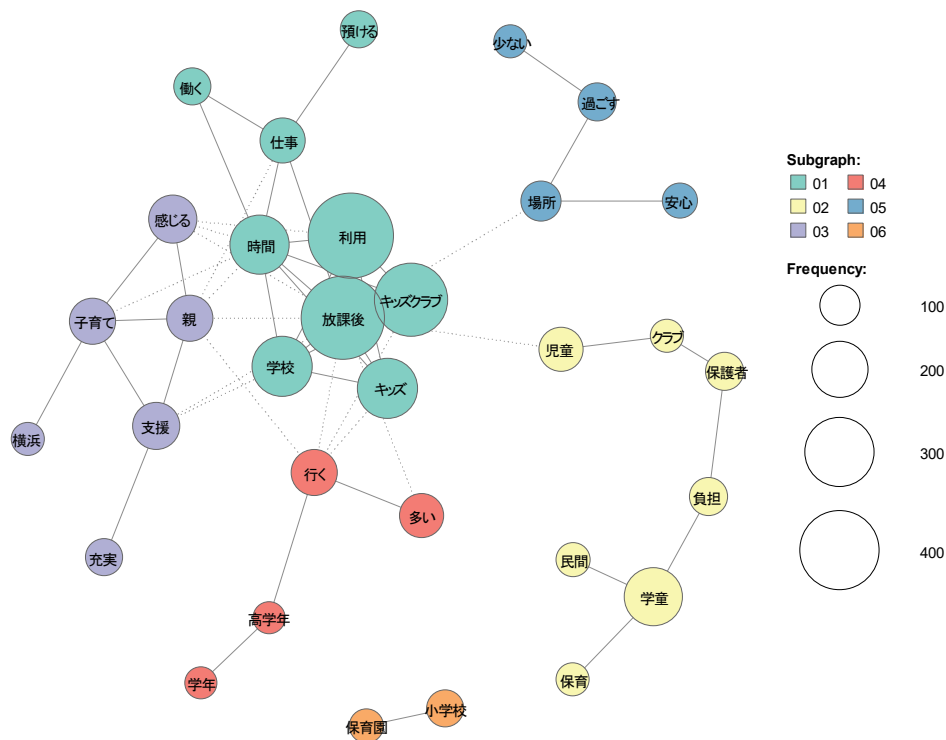 預ける
少ない
働く
過ごす
仕事
Subgraph:
01
04
02
05
03
06
場所
安心
感じる
時間
利用
Frequency:
キッズクラブ
100
放課後
子育て
親
クラブ
児童
学校
保護者
200
キッズ
支援
横浜
300
行く
負担
多い
充実
民間
400
学童
高学年
学年
保育
小学校
保育園